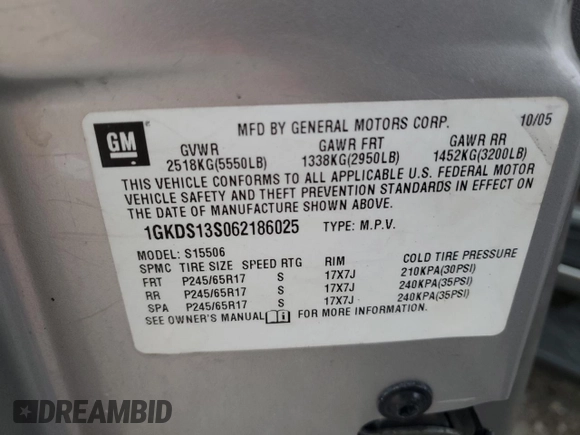 MFD BY GENERAL MOTORS CORP. 10/05
GM
GVWR GAWR FRT GAWR RR
2518KG(5550LB) 1338KG(2950LB) 1452KG(3200LB)
THIS VEHICLE CONFORMS TO ALL APPLICABLE U.S. FEDERAL MOTOR
VEHICLE SAFETY AND THEFT PREVENTION STANDARDS IN EFFECT ON
THE DATE OF MANUFACTURE SHOWN ABOVE.
1GKDS13S062186025 TYPE: M.P.V.
MODEL: S15506
SPMC TIRE SIZE SPEED RTG RIM COLD TIRE PRESSURE
FRT P245/65R17 S 17X7J 210KPA(30PSI)
RR P245/65R17 S 17X7J 240KPA(35PSI)
SPA P245/65R17 S 17X7J 240KPA(35PSI)
SEE OWNER'S MANUAL FOR MORE INFORMATION.
DREAMBID